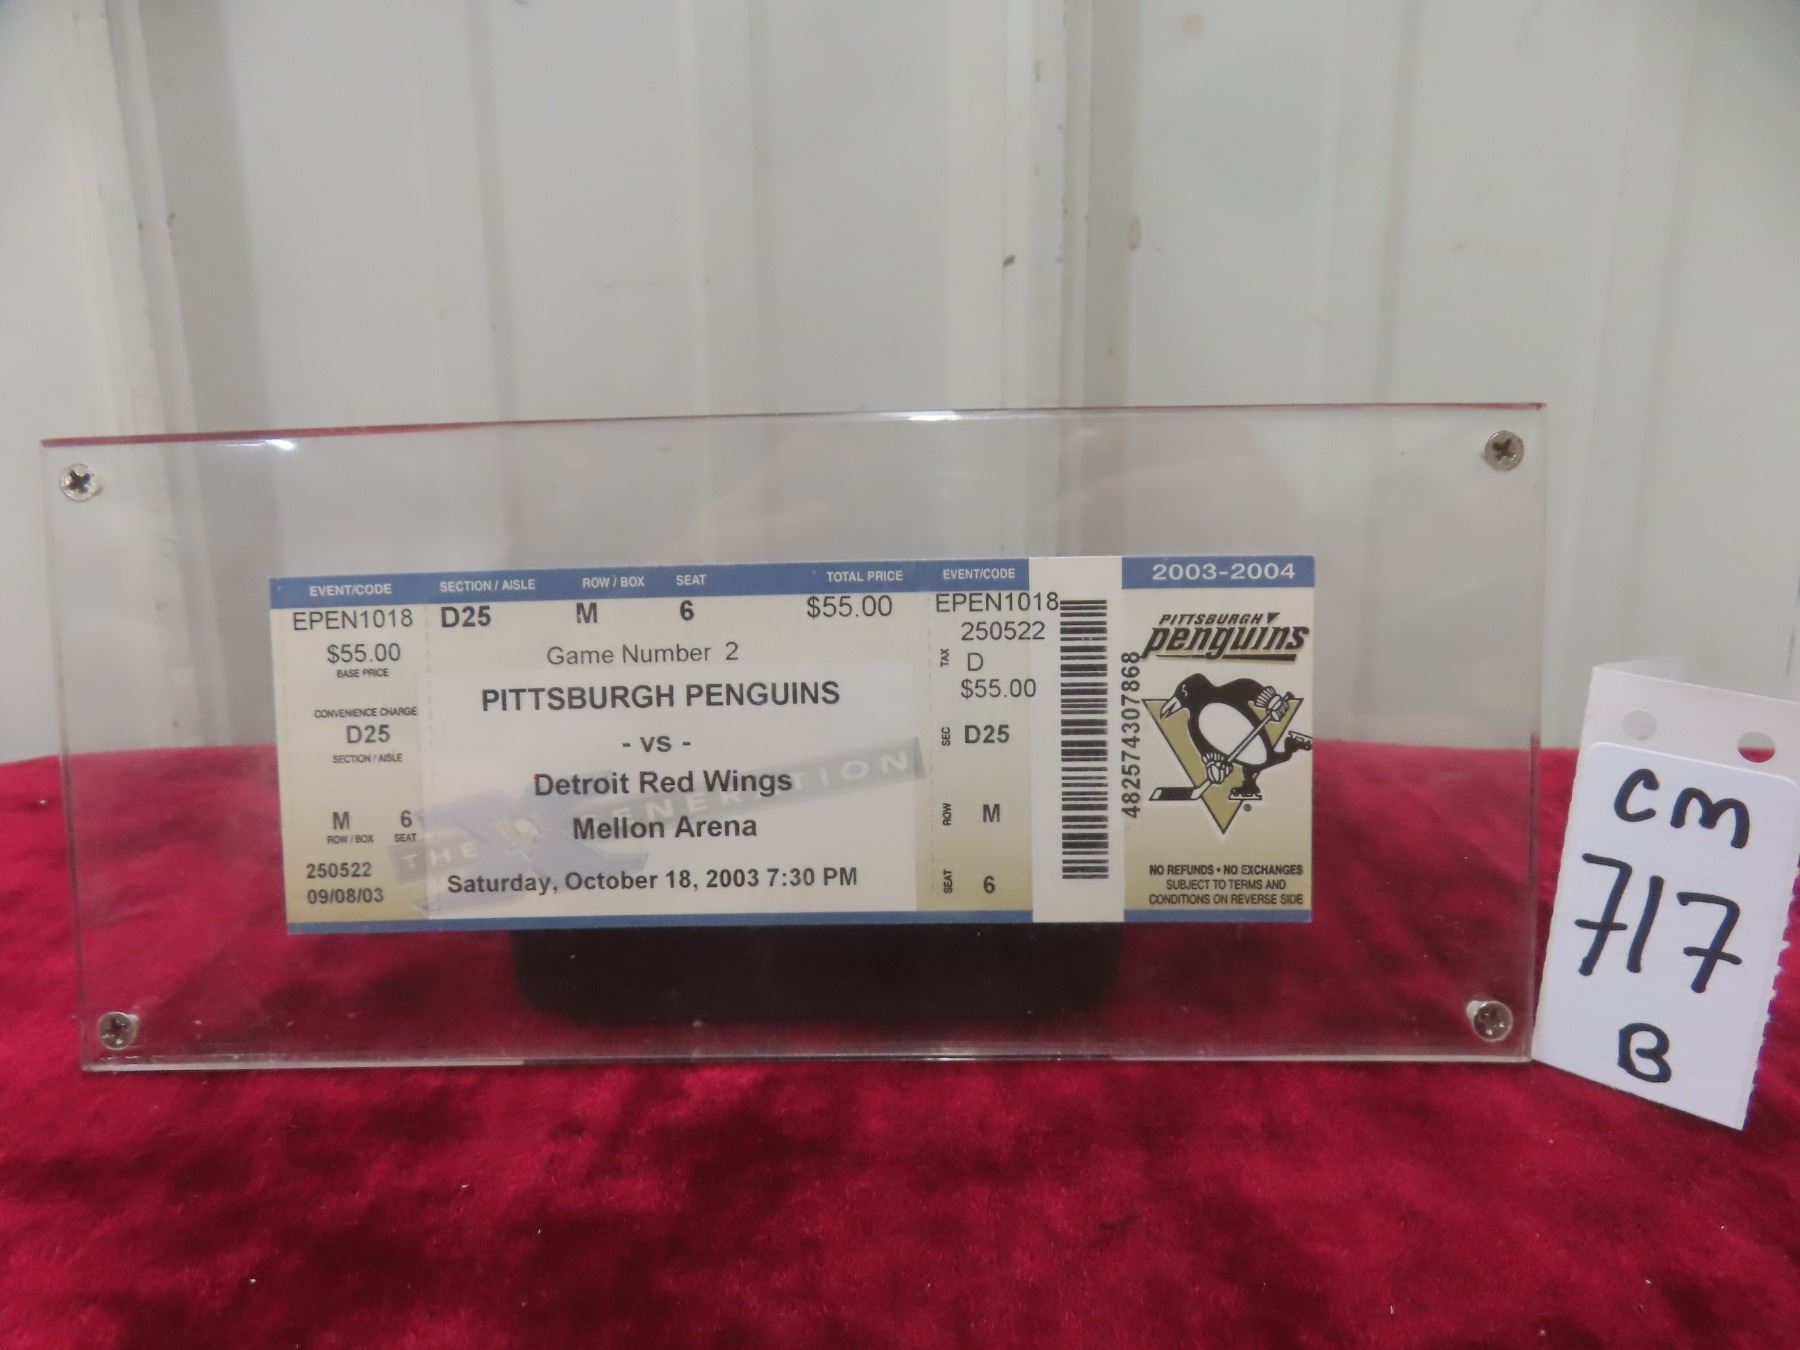 EVENT/CODE
EPEN1018
$55.00
BASE PRICE
CONVENIENCE CHARGE
D25
SECTION / AISLE
M 6
ROW / BOX SEAT
250522
09/08/03
SECTION / AISLE ROW / BOX SEAT TOTAL PRICE
D25 M 6 $55.00
Game Number 2
PITTSBURGH PENGUINS
- vs -
Detroit Red Wings
Mellon Arena
Saturday, October 18, 2003 7:30 PM
THE X GENERATION
EVENT/CODE
EPEN1018
250522
TAX D
$55.00
SEC D25
ROW M
SEAT 6
482574307868
2003-2004
PITTSBURGH
penguins
NO REFUNDS • NO EXCHANGES
SUBJECT TO TERMS AND
CONDITIONS ON REVERSE SIDE
CM
717
B